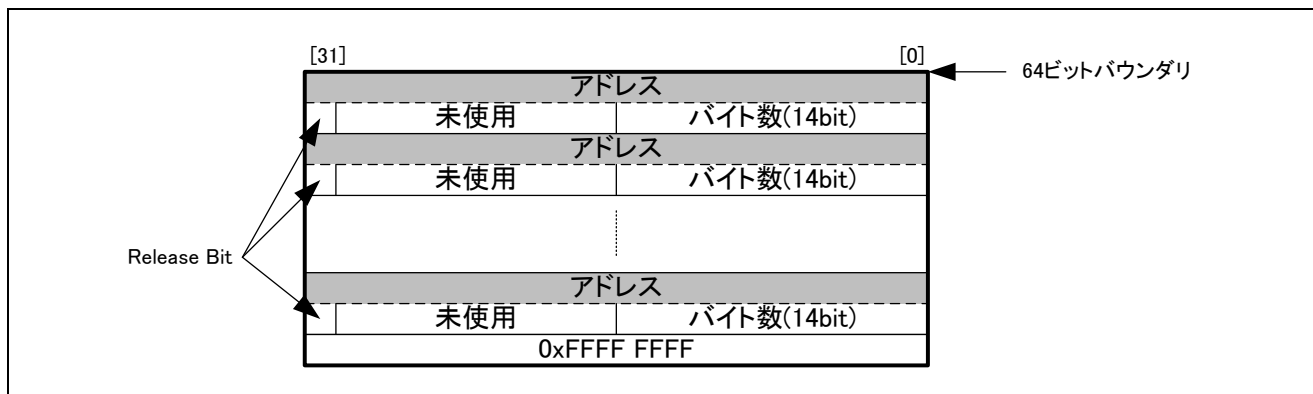 [31] [0]
64ビットバウンダリ
アドレス
未使用 バイト数(14bit)
アドレス
未使用 バイト数(14bit)
Release Bit
アドレス
未使用 バイト数(14bit)
0xFFFF FFFF